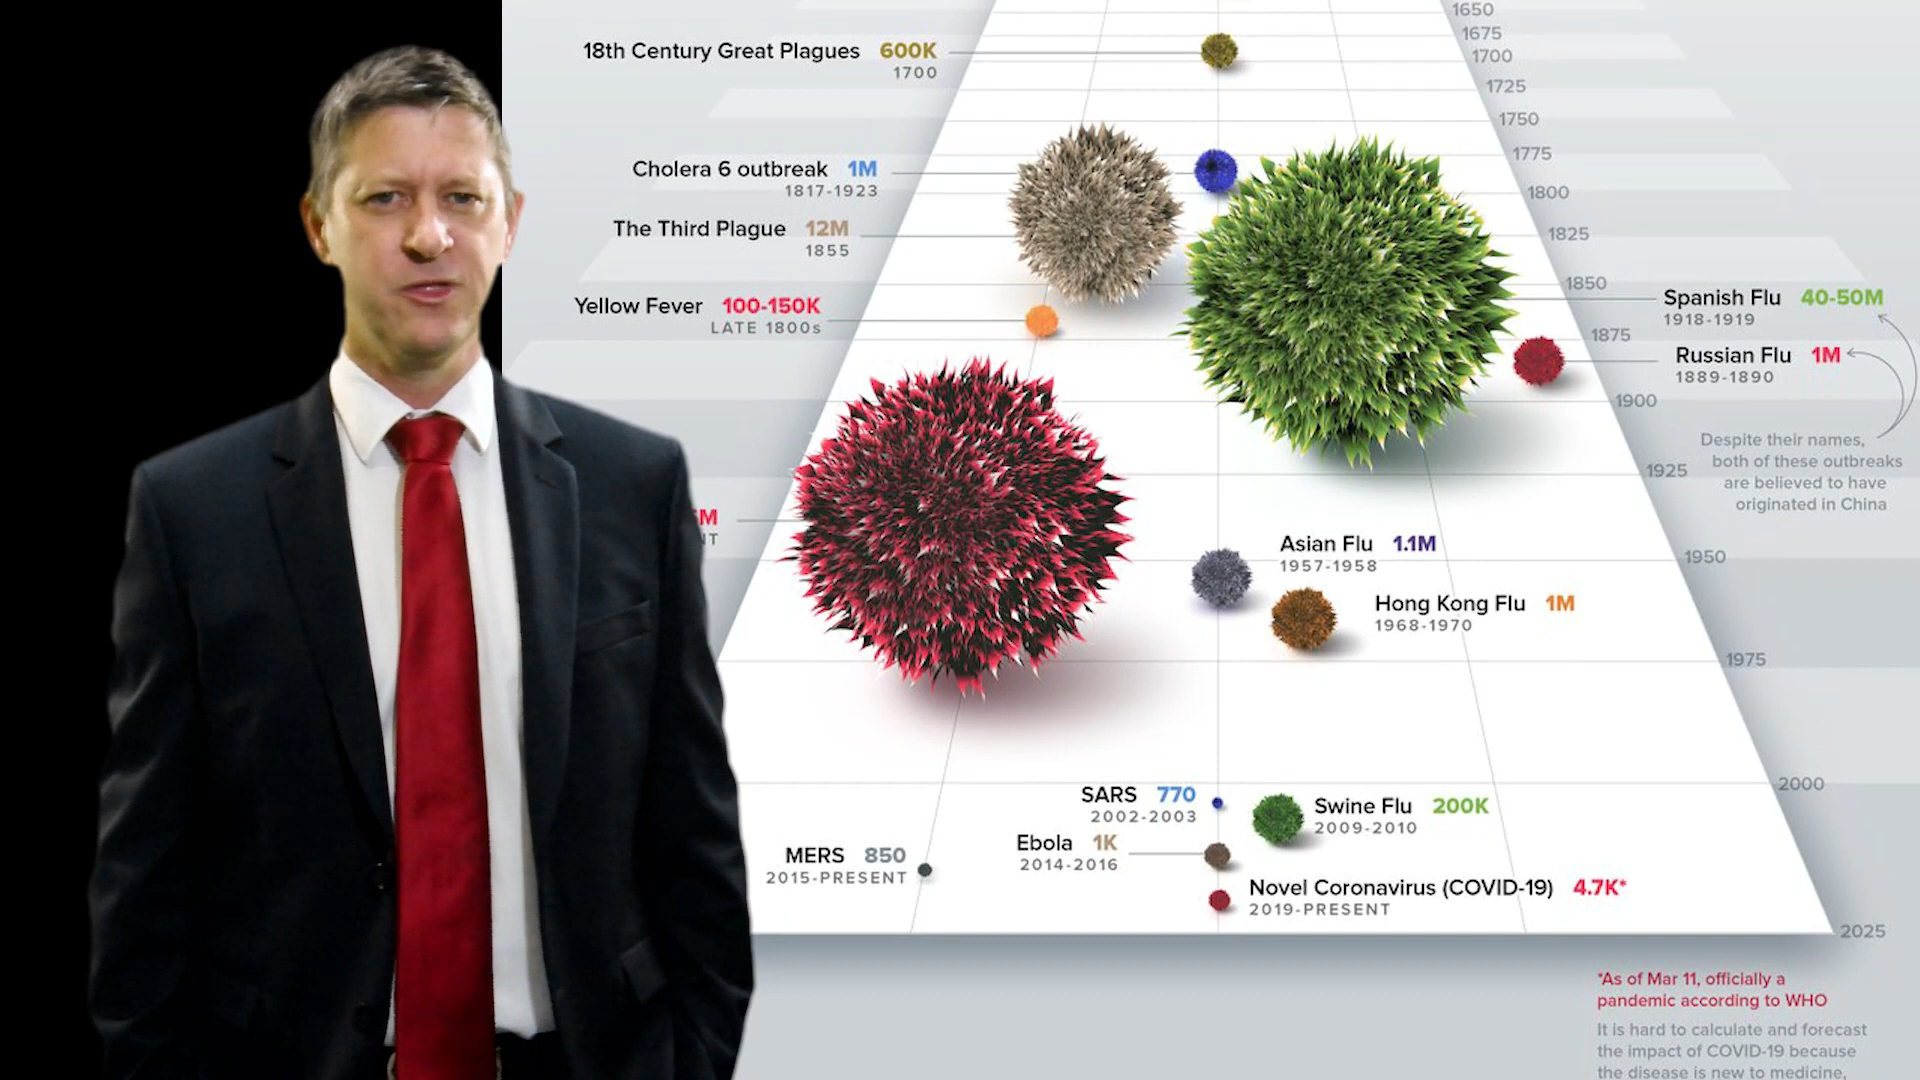 1650
1675
18th Century Great Plagues 600K
1700
1700
1725
1750
1775
Cholera 6 outbreak 1M
1817-1923
1800
The Third Plague 12M
1855
1825
1850
Yellow Fever 100-150K
LATE 1800s
Spanish Flu 40-50M
1918-1919
1875
Russian Flu 1M
1889-1890
1900
Despite their names,
both of these outbreaks
are believed to have
originated in China
1925
M
NT
Asian Flu 1.1M
1957-1958
1950
Hong Kong Flu 1M
1968-1970
1975
2000
SARS 770
2002-2003
Swine Flu 200K
2009-2010
Ebola 1K
2014-2016
MERS 850
2015-PRESENT
Novel Coronavirus (COVID-19) 4.7K*
2019-PRESENT
2025
*As of Mar 11, officially a
pandemic according to WHO
It is hard to calculate and forecast
the impact of COVID-19 because
the disease is new to medicine,